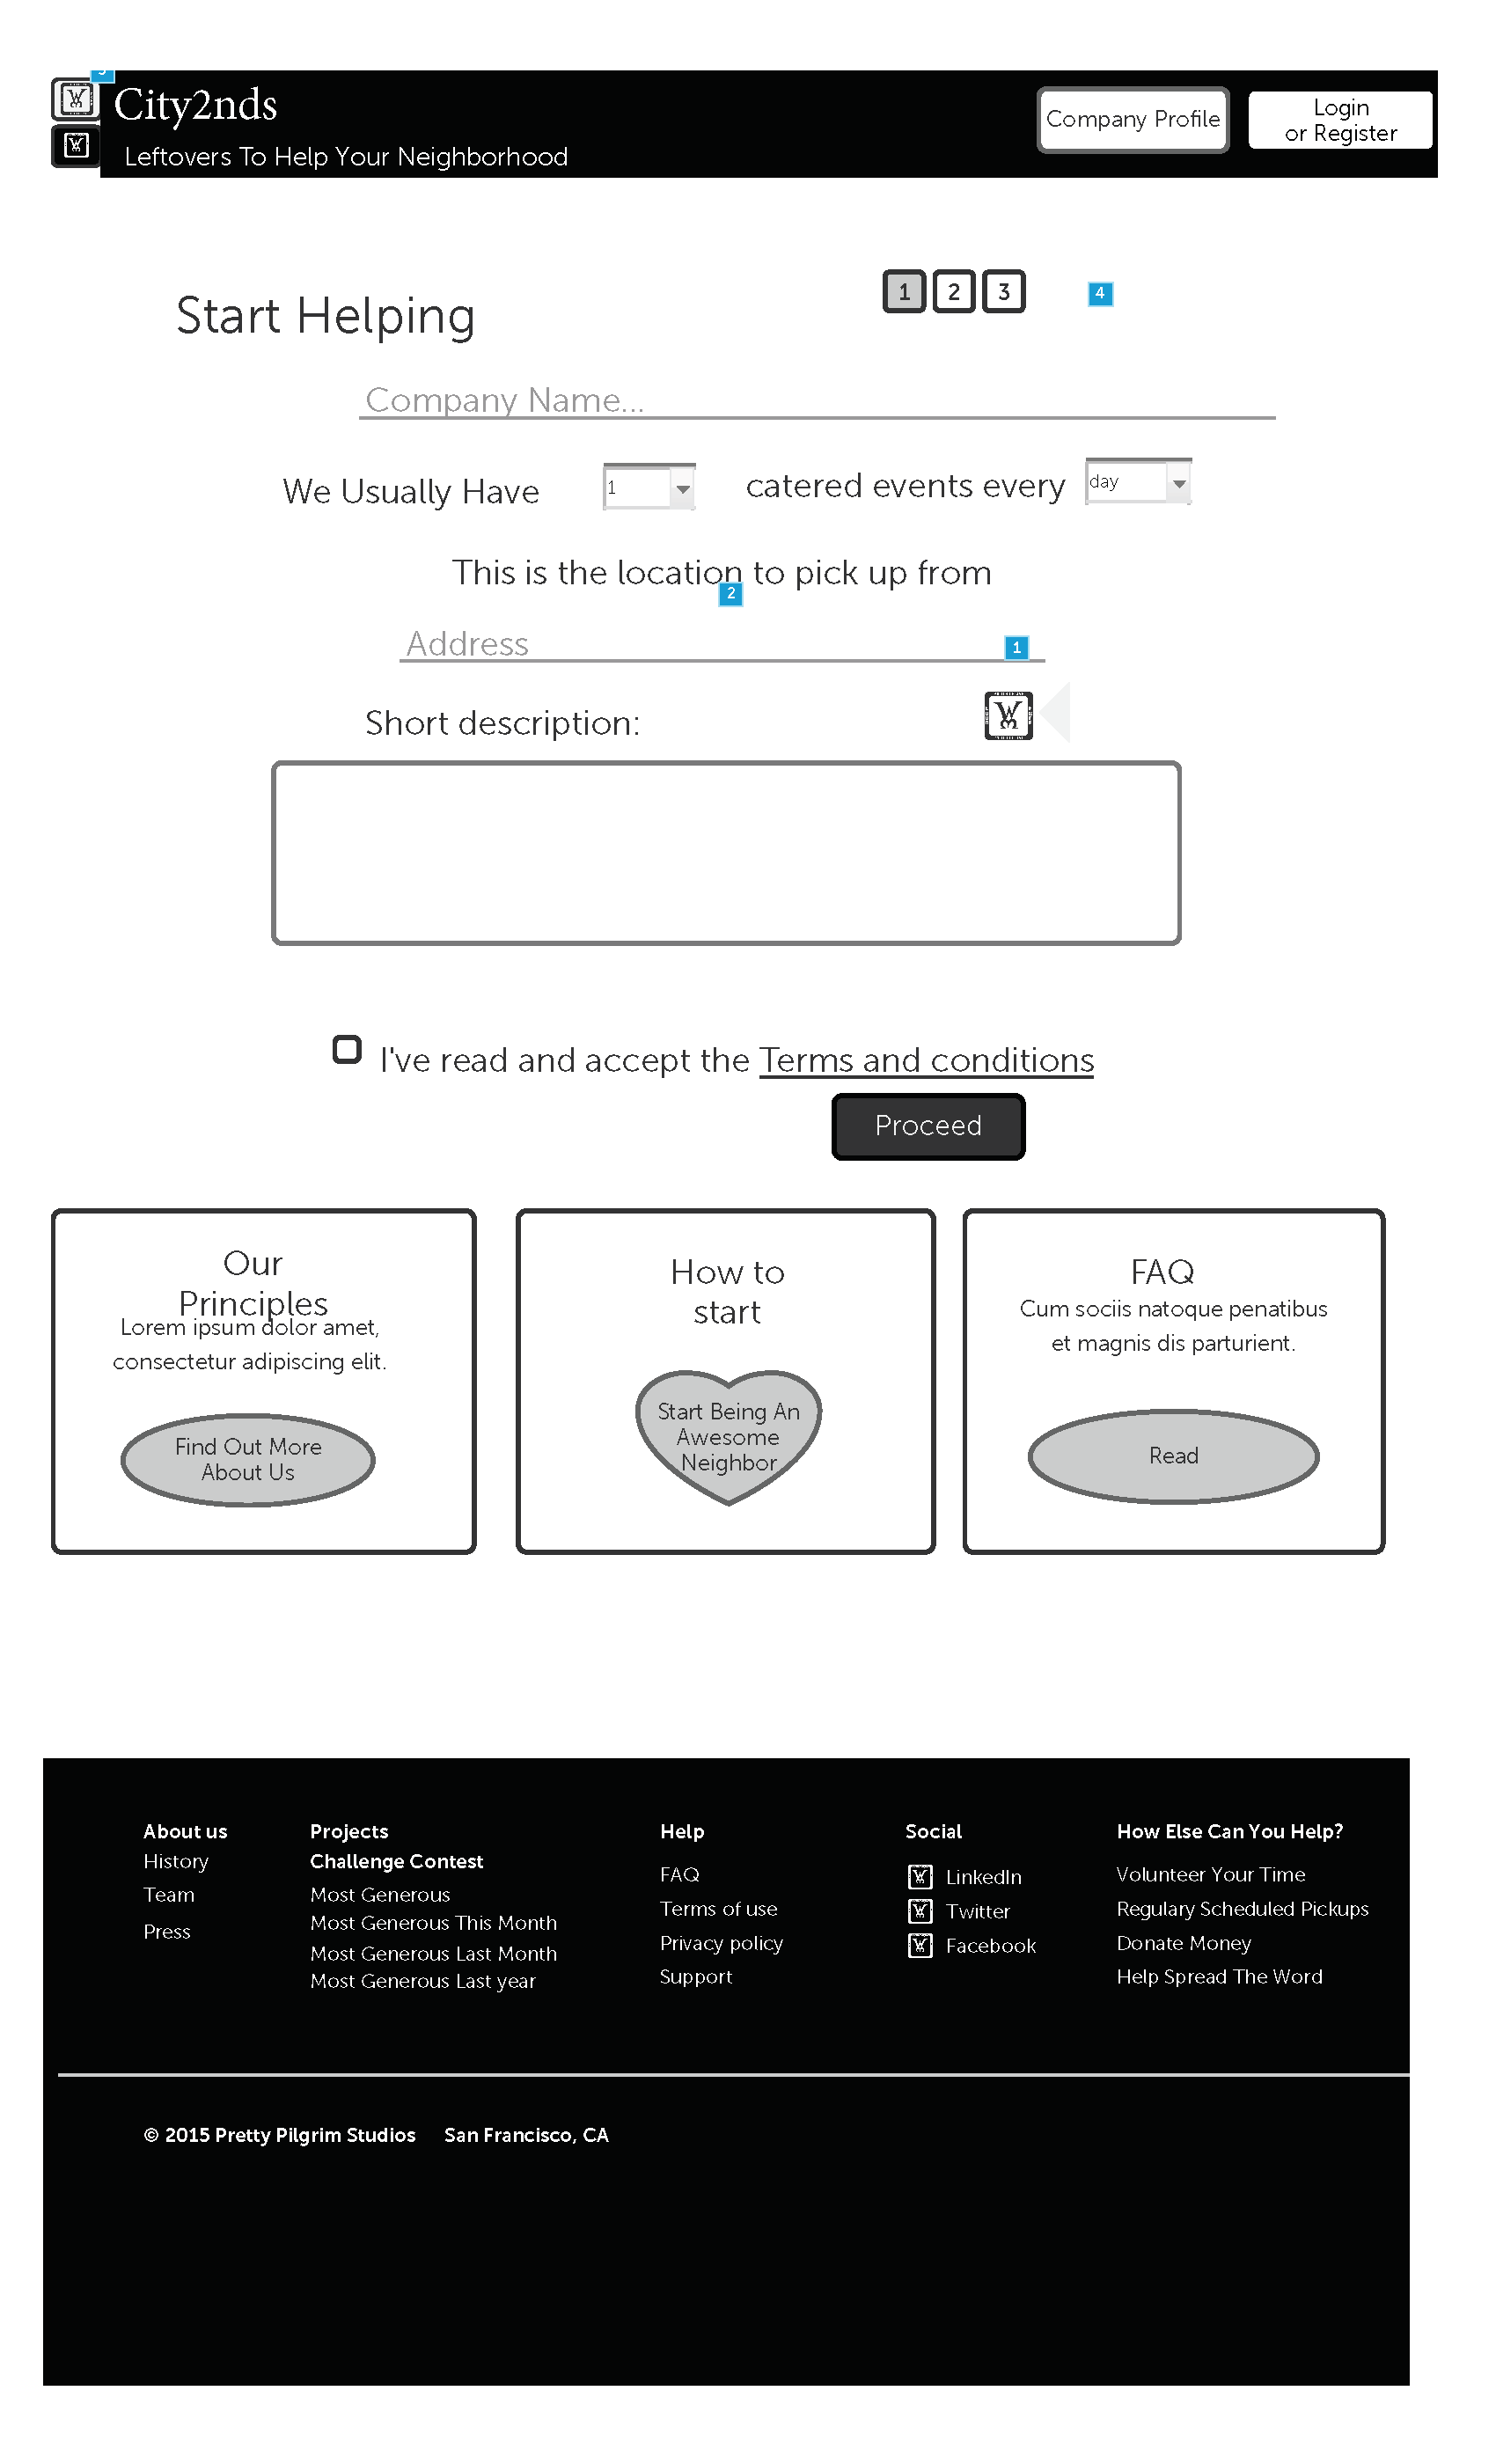 City2nds
Leftovers To Help Your Neighborhood
Company Profile
Login
or Register
Start Helping
1 2 3
4
Company Name...
We Usually Have 1 catered events every day
This is the location to pick up from
2
Address
1
Short description:
I've read and accept the Terms and conditions
Proceed
Our
Principles
Lorem ipsum dolor amet,
consectetur adipiscing elit.
Find Out More
About Us
How to
start
Start Being An
Awesome
Neighbor
FAQ
Cum sociis natoque penatibus
et magnis dis parturient.
Read
About us
History
Team
Press
Projects
Challenge Contest
Most Generous
Most Generous This Month
Most Generous Last Month
Most Generous Last year
Help
FAQ
Terms of use
Privacy policy
Support
Social
LinkedIn
Twitter
Facebook
How Else Can You Help?
Volunteer Your Time
Regulary Scheduled Pickups
Donate Money
Help Spread The Word
© 2015 Pretty Pilgrim Studios San Francisco, CA